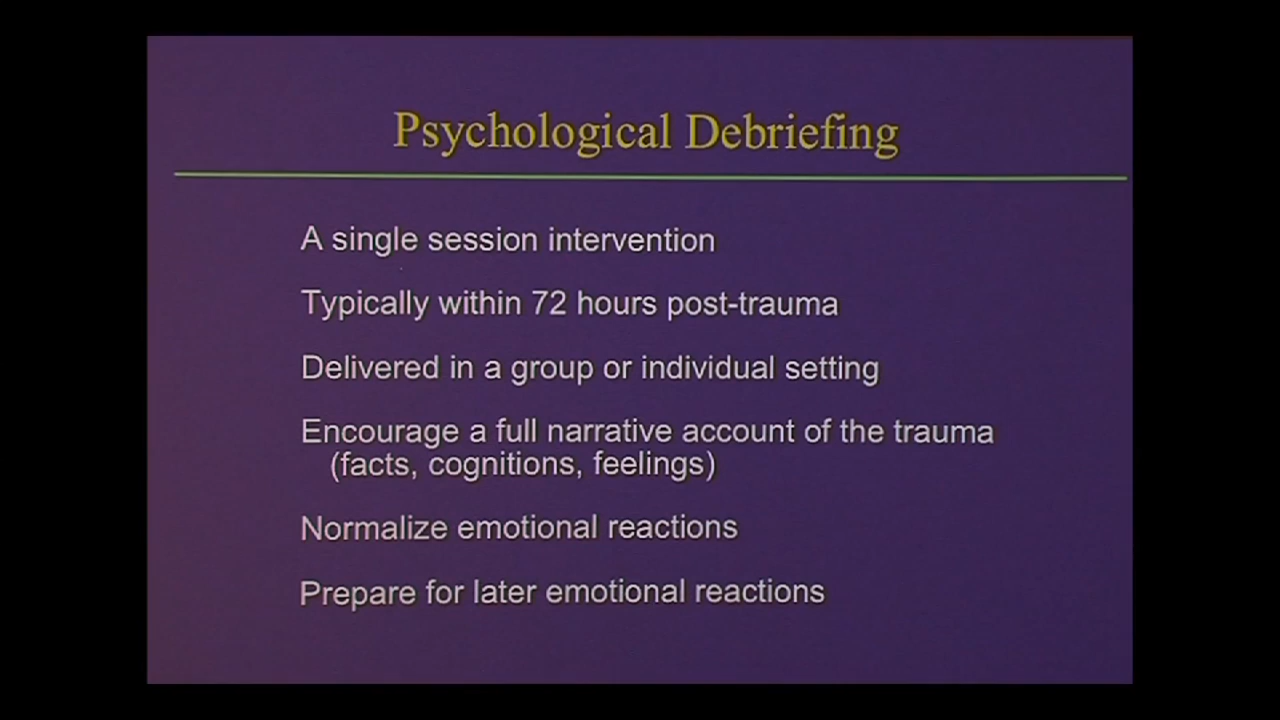 Psychological Debriefing
A single session intervention
Typically within 72 hours post-trauma
Delivered in a group or individual setting
Encourage a full narrative account of the trauma
(facts, cognitions, feelings)
Normalize emotional reactions
Prepare for later emotional reactions